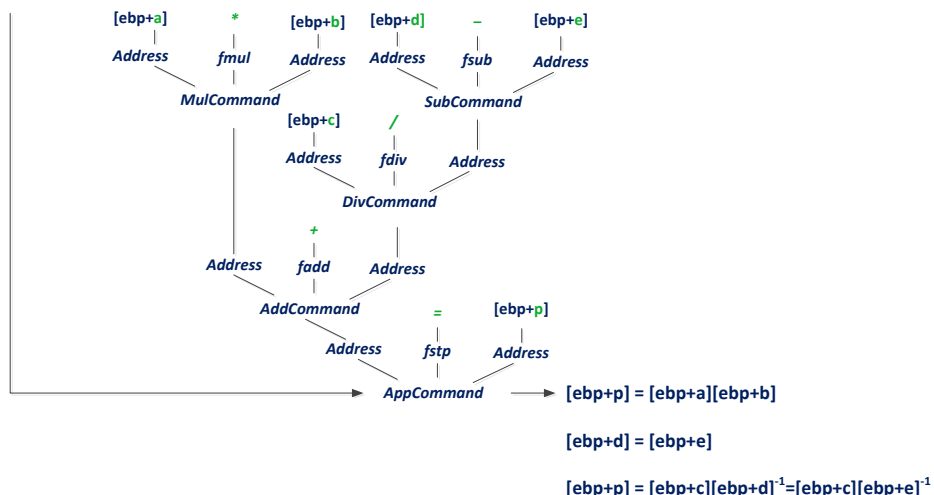 [ebp+a] * [ebp+b] [ebp+d] – [ebp+e]
Address fmul Address Address fsub Address
MulCommand SubCommand
[ebp+c] /
Address fdiv Address
DivCommand
+
Address fadd Address
AddCommand = [ebp+p]
Address fstp Address
AppCommand [ebp+p] = [ebp+a][ebp+b]
[ebp+d] = [ebp+e]
[ebp+p] = [ebp+c][ebp+d]⁻¹=[ebp+c][ebp+e]⁻¹